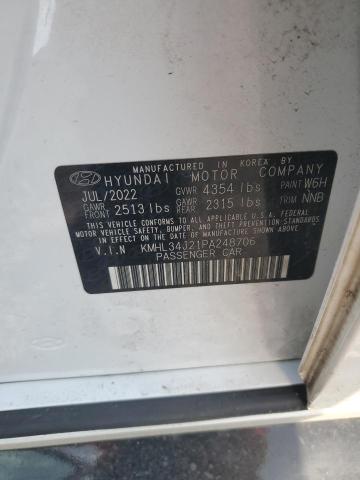 MANUFACTURED IN KOREA BY
HYUNDAI MOTOR COMPANY
JUL/2022 GVWR 4354 lbs PAINT W6H
GAWR FRONT 2513 lbs GAWR REAR 2315 lbs TRIM NNB
THIS VEHICLE CONFORMS TO ALL APPLICABLE U.S.A. FEDERAL
MOTOR VEHICLE SAFETY, BUMPER, AND THEFT PREVENTION STANDARDS
IN EFFECT ON THE DATE OF MANUFACTURE SHOWN ABOVE.
V.I.N KMHL34J21PA248706
PASSENGER CAR